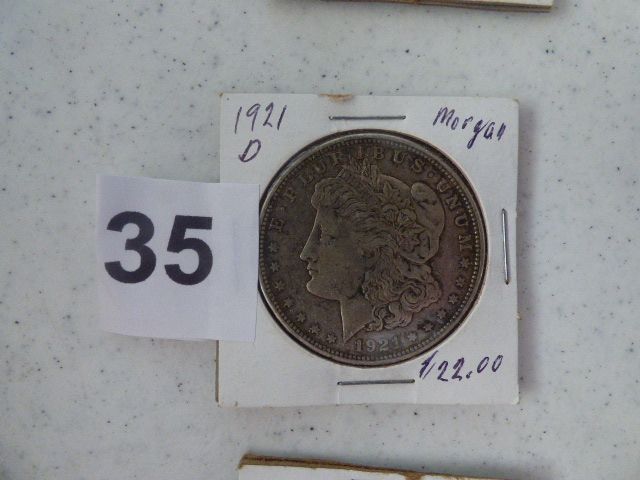 1921
D
Morgan
35
E·PLURIBUS·UNUM
1921
$22.00